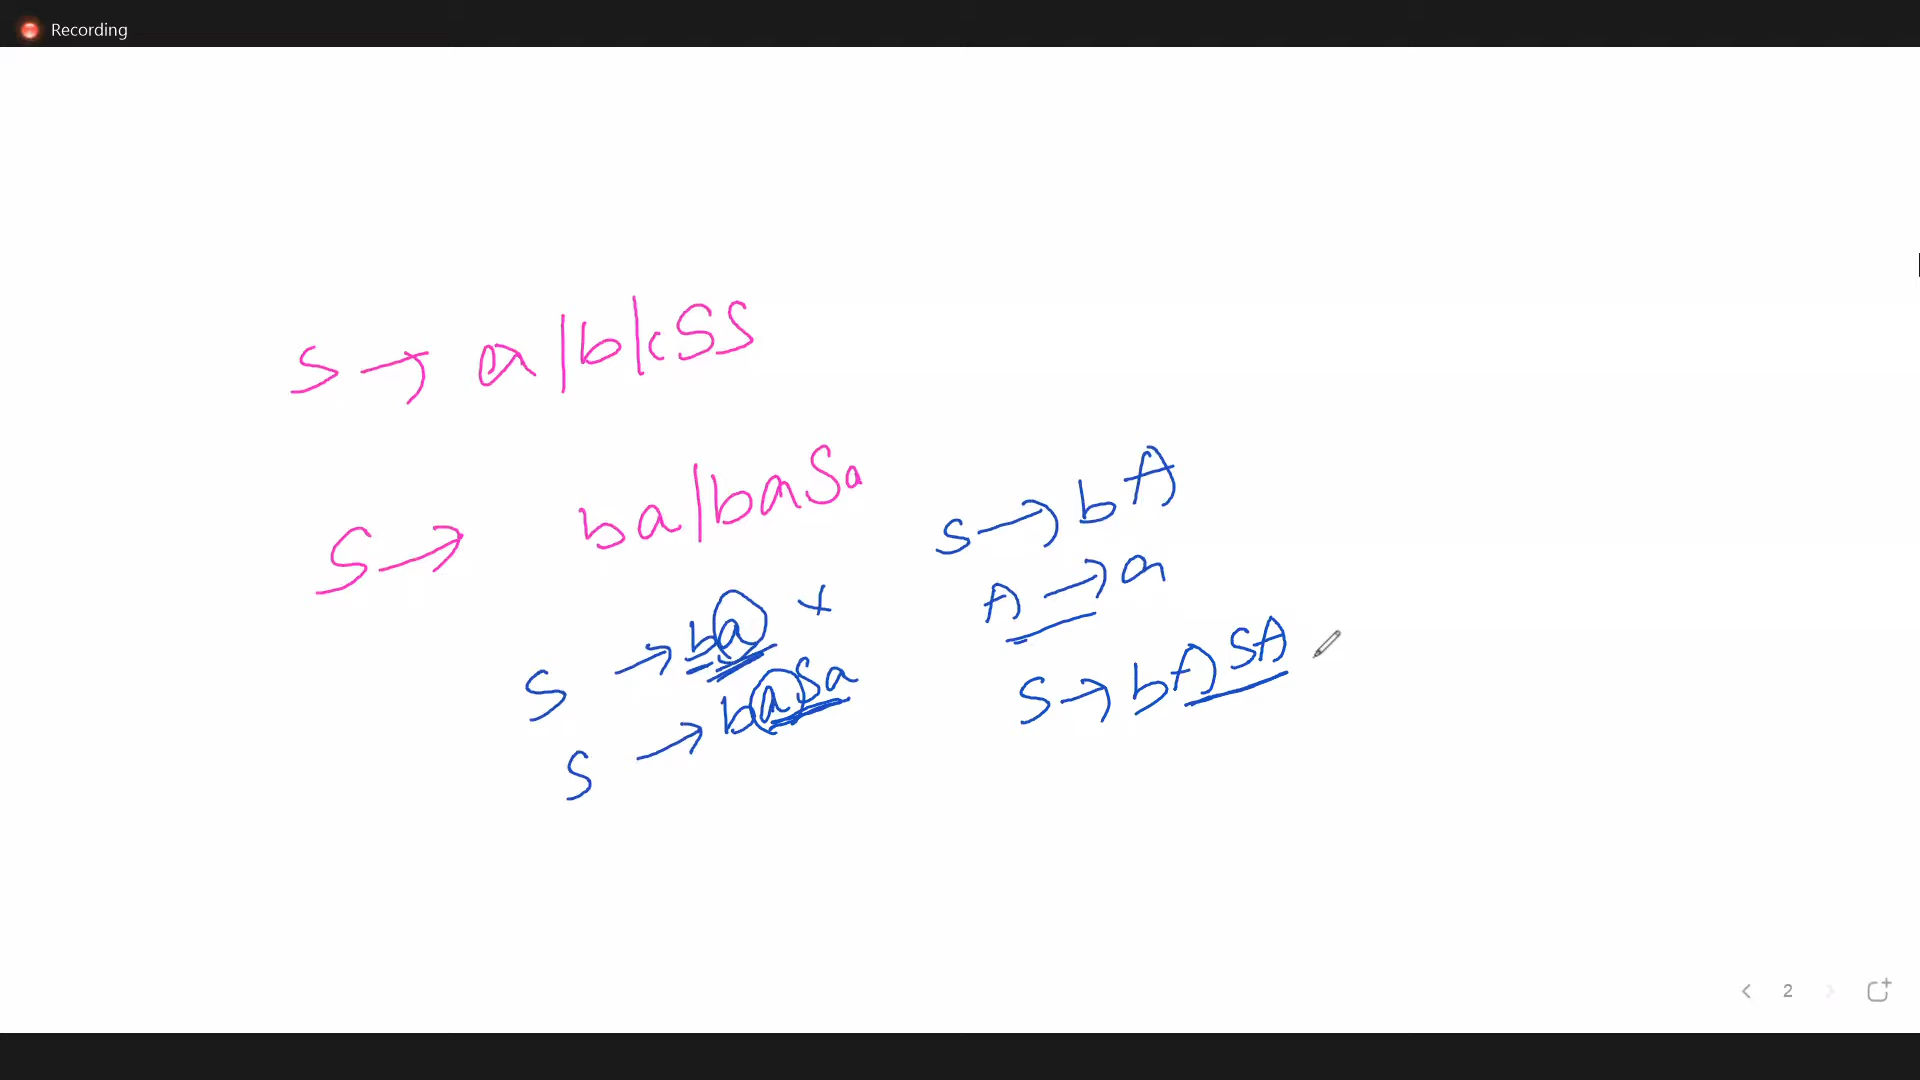 Recording
S → a|b|cSS
S → ba|baSa
S → ba x
S → baSa
S → bA
A → a
S → bASA
2